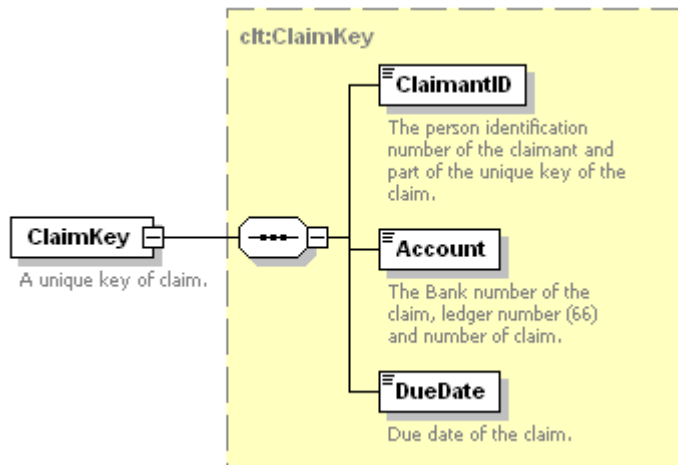 clt:ClaimKey
ClaimantID
The person identification
number of the claimant and
part of the unique key of the
claim.
ClaimKey
A unique key of claim.
Account
The Bank number of the
claim, ledger number (66)
and number of claim.
DueDate
Due date of the claim.